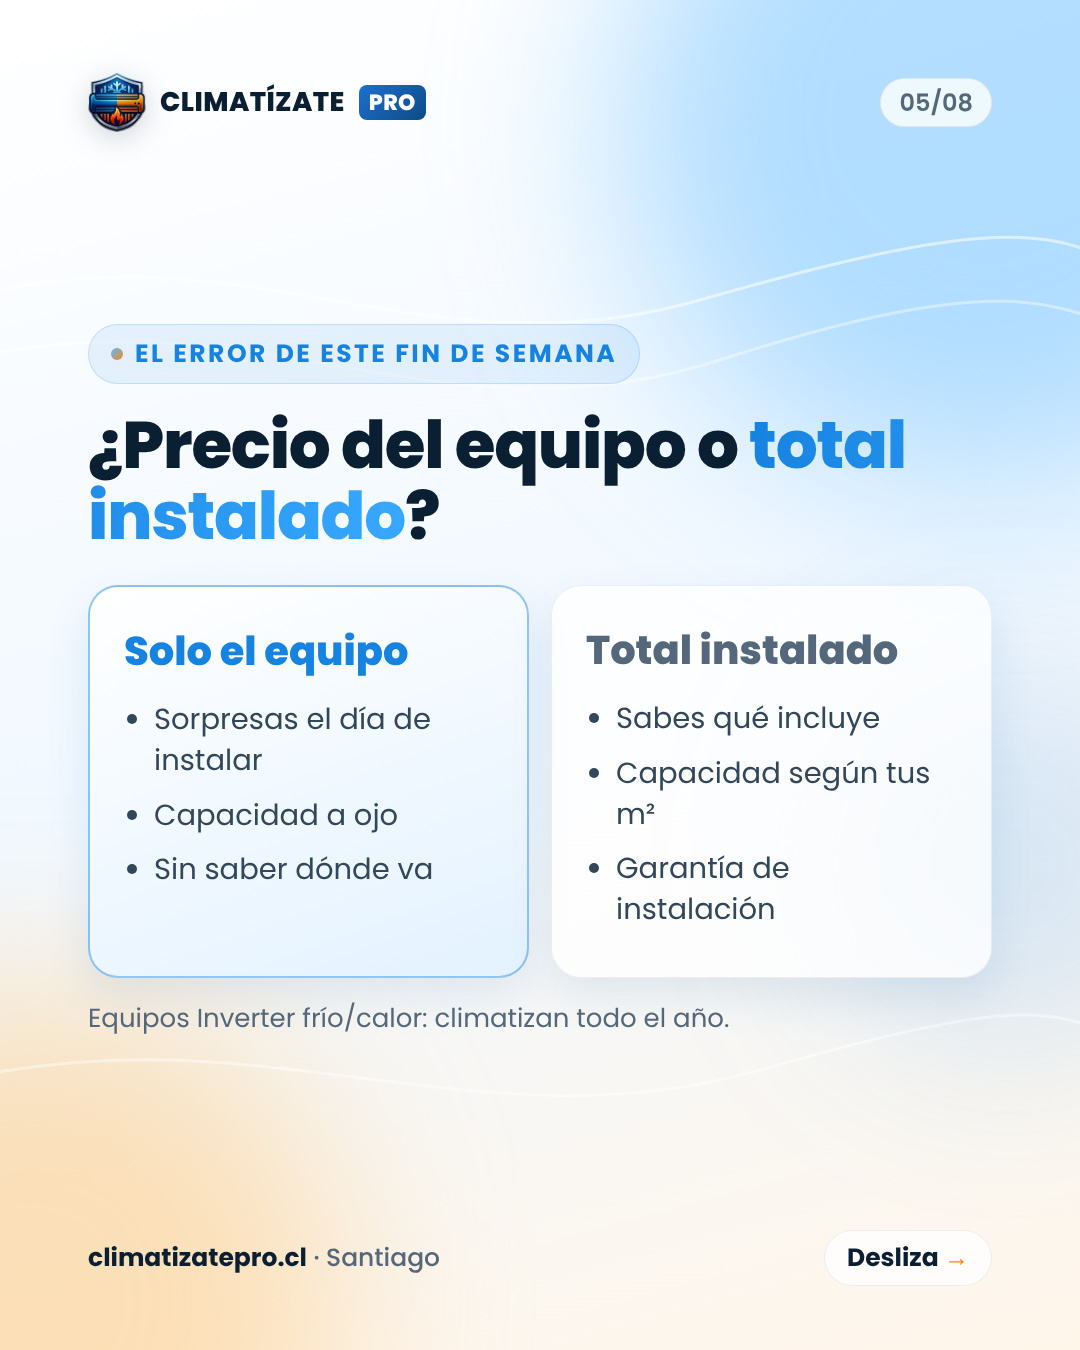 CLIMATÍZATE PRO
05/08
EL ERROR DE ESTE FIN DE SEMANA
¿Precio del equipo o total
instalado?
Solo el equipo
• Sorpresas el día de
instalar
• Capacidad a ojo
• Sin saber dónde va
Total instalado
• Sabes qué incluye
• Capacidad según tus
m²
• Garantía de
instalación
Equipos Inverter frío/calor: climatizan todo el año.
climatizatepro.cl · Santiago
Desliza →